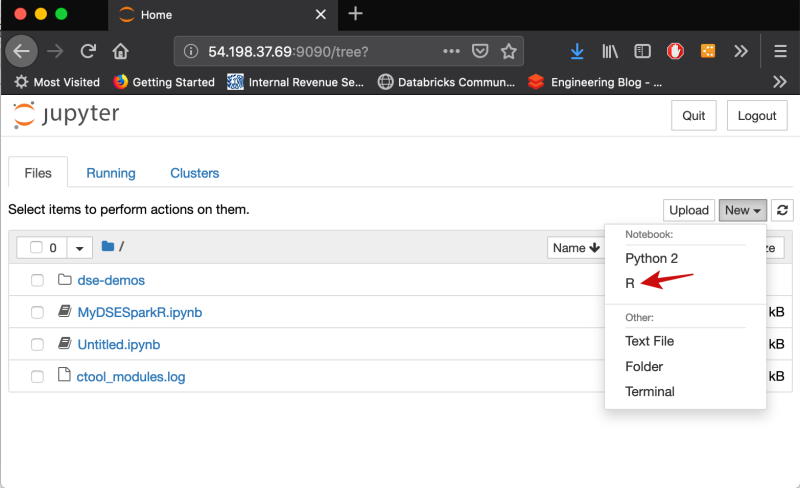 Home
54.198.37.69:9090/tree?
Most Visited Getting Started Internal Revenue Se... Databricks Commun... Engineering Blog - ...
jupyter Quit Logout
Files Running Clusters
Select items to perform actions on them. Upload New
0 / Name ze
Notebook:
Python 2
dse-demos
R
MyDSESparkR.ipynb kB
Other:
Text File
Untitled.ipynb kB
Folder
ctool_modules.log kB
Terminal